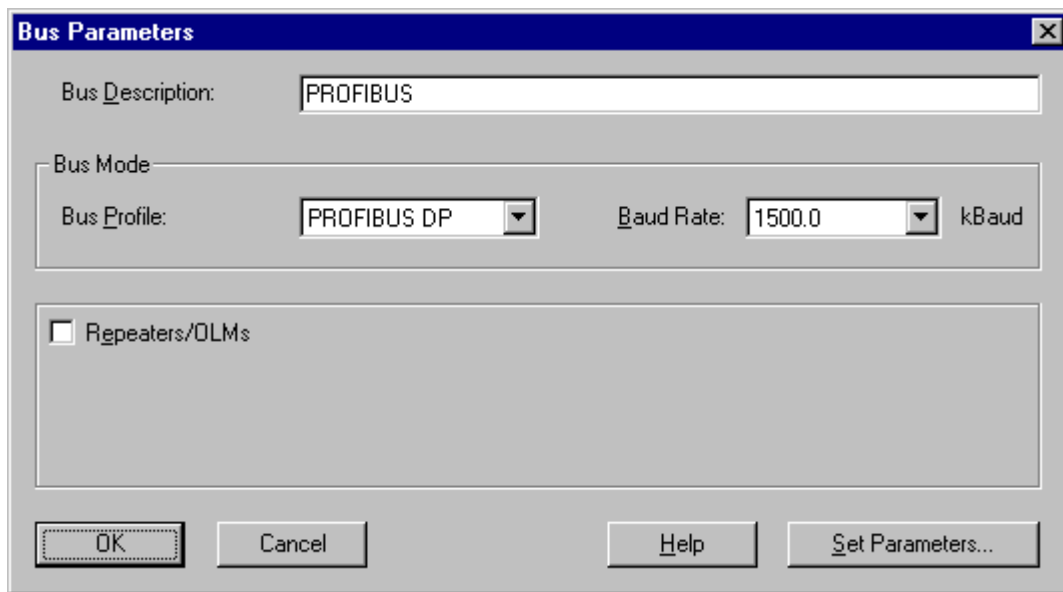 Bus Parameters
Bus Description: PROFIBUS
Bus Mode
Bus Profile: PROFIBUS DP Baud Rate: 1500.0 kBaud
Repeaters/OLMs
OK Cancel Help Set Parameters...